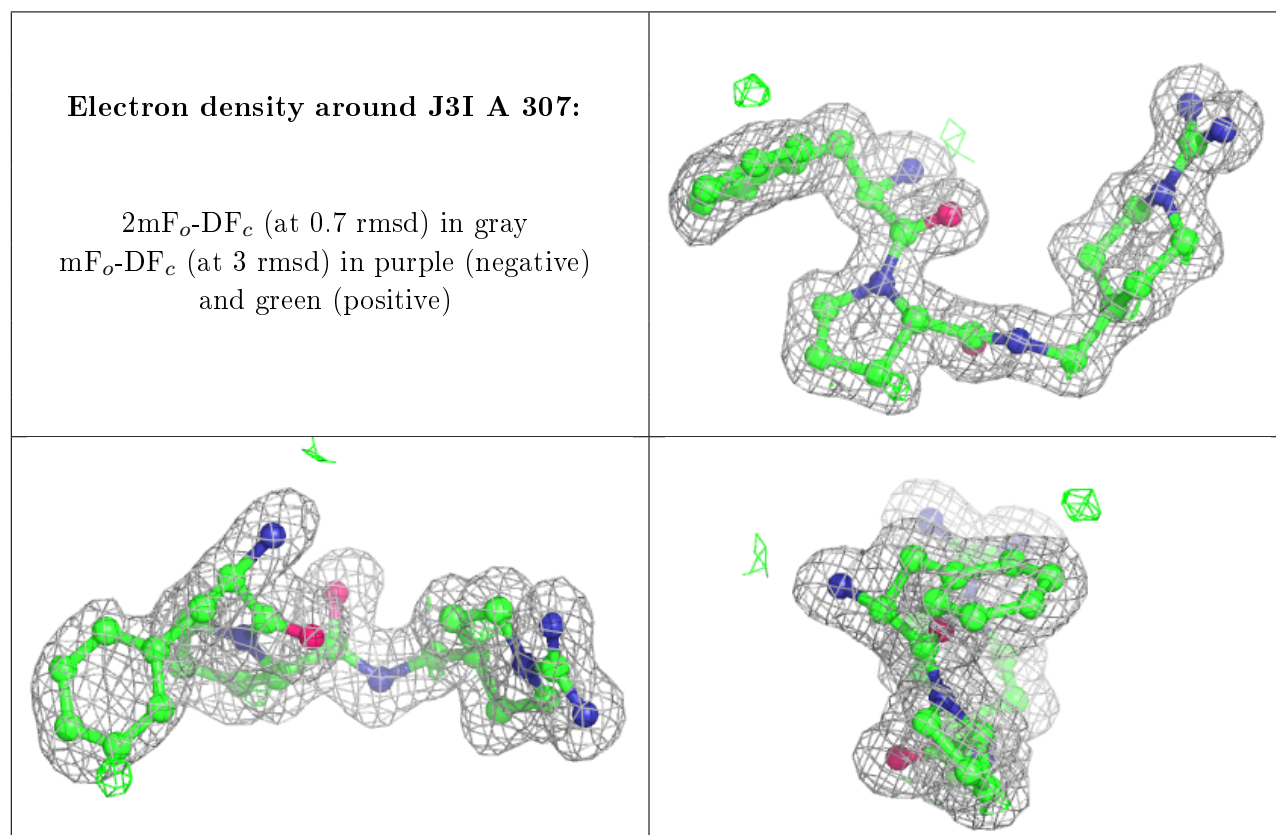 Electron density around J3I A 307:
2mFo-DFc (at 0.7 rmsd) in gray
mFo-DFc (at 3 rmsd) in purple (negative)
and green (positive)